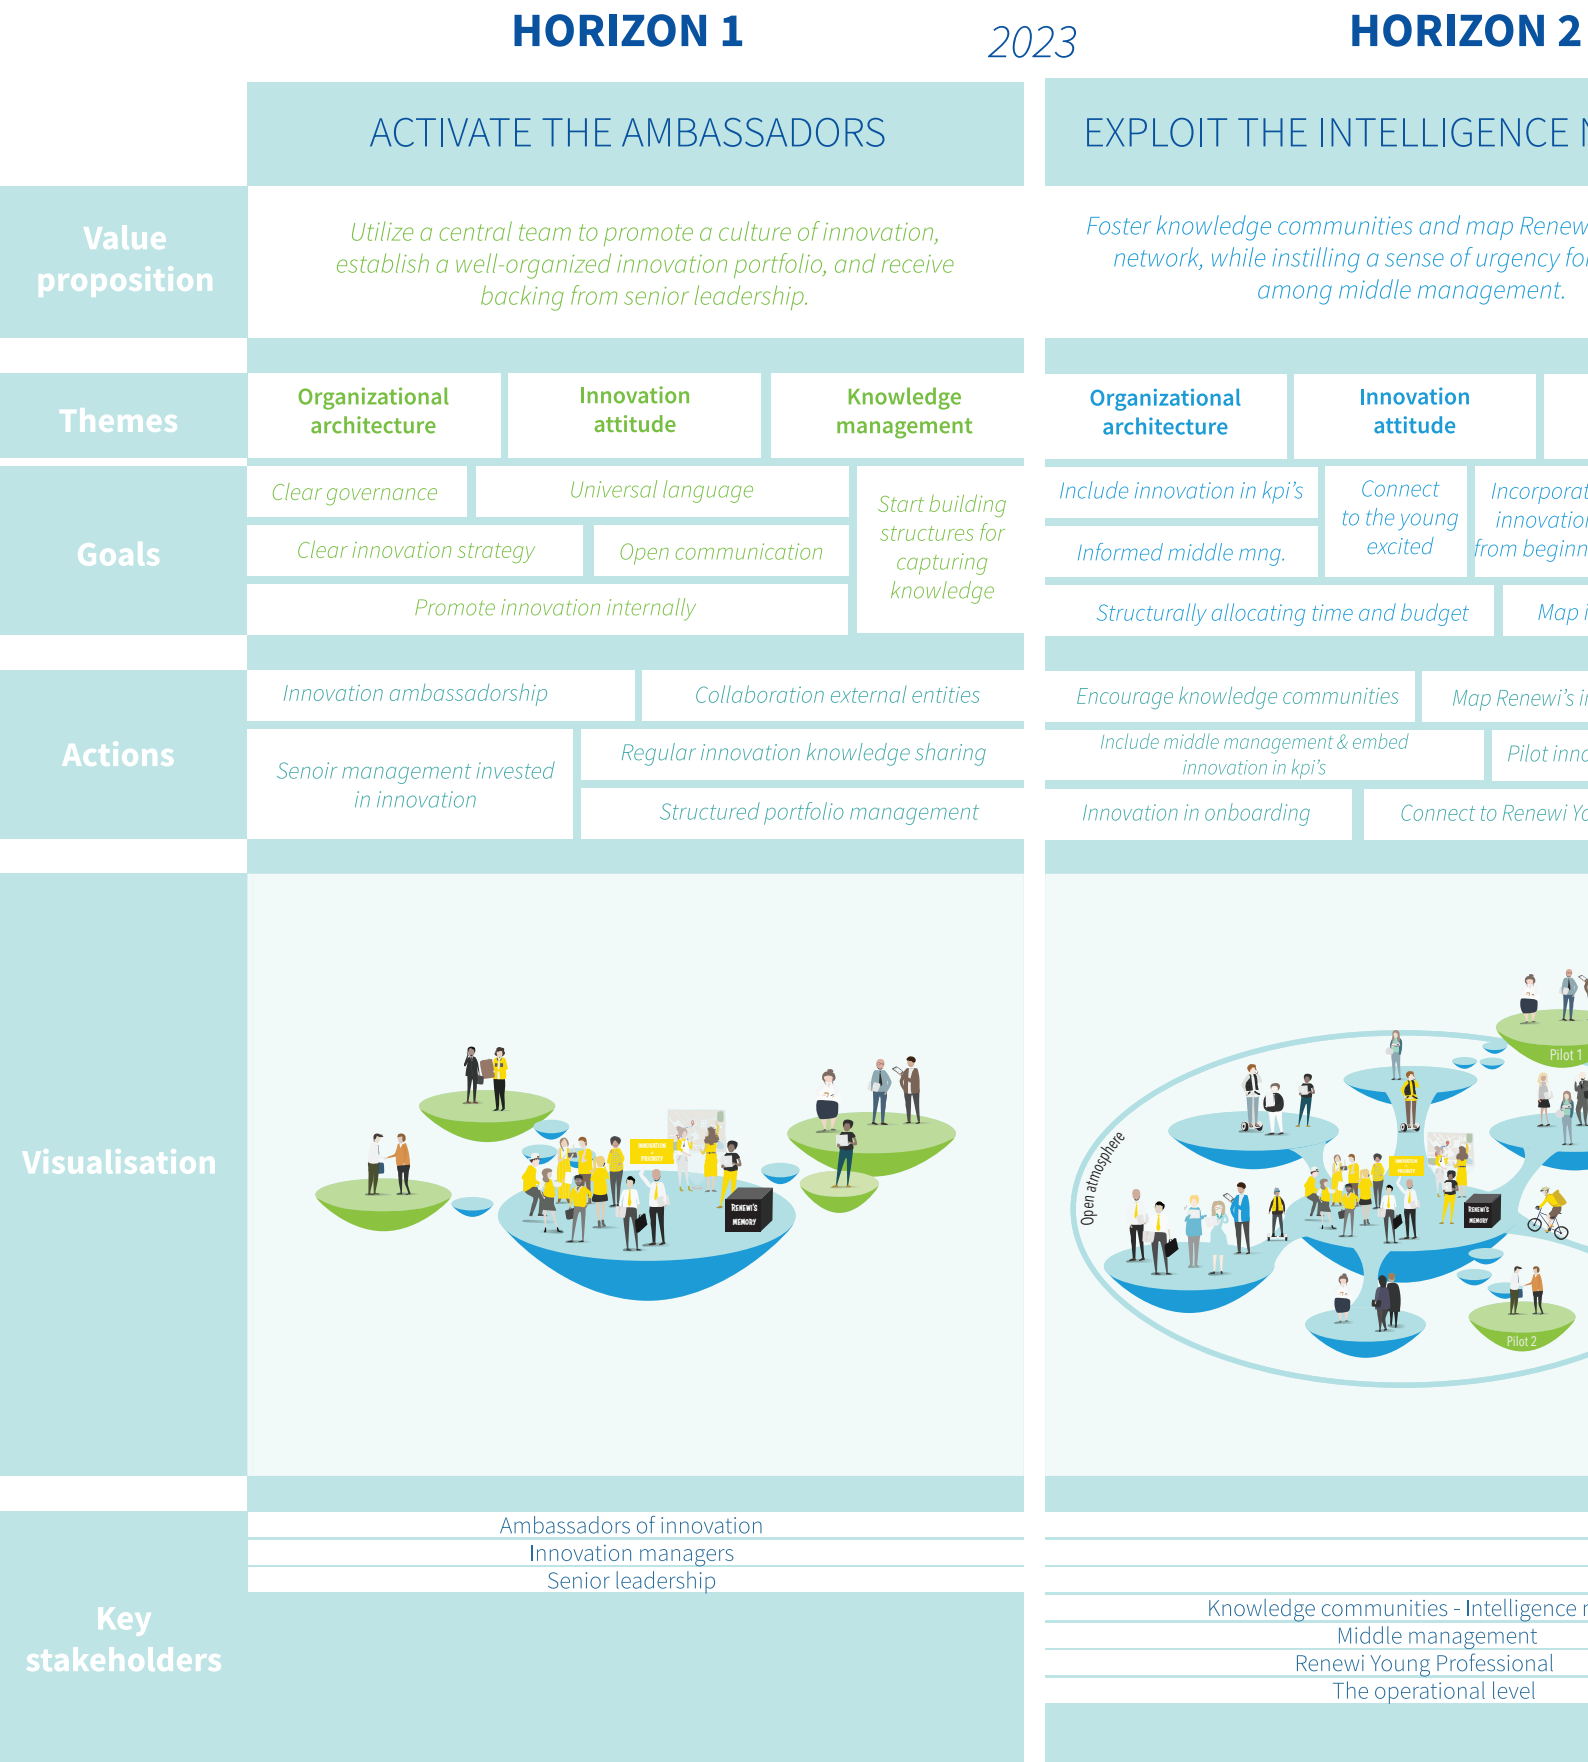 HORIZON 1
2023
HORIZON 2
ACTIVATE THE AMBASSADORS
EXPLOIT THE INTELLIGENCE
Value
proposition
Utilize a central team to promote a culture of innovation,
establish a well-organized innovation portfolio, and receive
backing from senior leadership.
Foster knowledge communities and map Renew
network, while instilling a sense of urgency for
among middle management.
Themes
Organizational
architecture
Innovation
attitude
Knowledge
management
Organizational
architecture
Innovation
attitude
Goals
Clear governance
Universal language
Clear innovation strategy
Open communication
Promote innovation internally
Start building
structures for
capturing
knowledge
Include innovation in kpi's
Informed middle mng.
Connect
to the young
excited
Incorporat
innovation
from beginn
Structurally allocating time and budget
Map i
Actions
Innovation ambassadorship
Collaboration external entities
Senoir management invested
in innovation
Regular innovation knowledge sharing
Structured portfolio management
Encourage knowledge communities
Map Renewi's i
Include middle management & embed
innovation in kpi's
Pilot inno
Innovation in onboarding
Connect to Renewi Yo
Visualisation
INNOVATION
PRIORITY
RENEWI'S
MEMORY
Open atmosphere
Pilot 1
INNOVATION
PRIORITY
RENEWI'S
MEMORY
Pilot 2
Key
stakeholders
Ambassadors of innovation
Innovation managers
Senior leadership
Knowledge communities - Intelligence
Middle management
Renewi Young Professional
The operational level